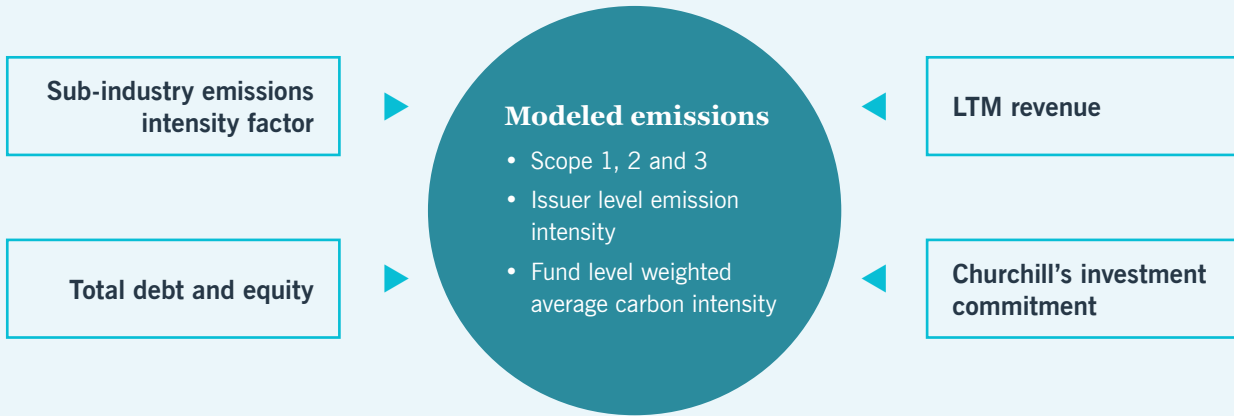 Sub-industry emissions
intensity factor
Total debt and equity
Modeled emissions
• Scope 1, 2 and 3
• Issuer level emission
intensity
• Fund level weighted
average carbon intensity
LTM revenue
Churchill's investment
commitment